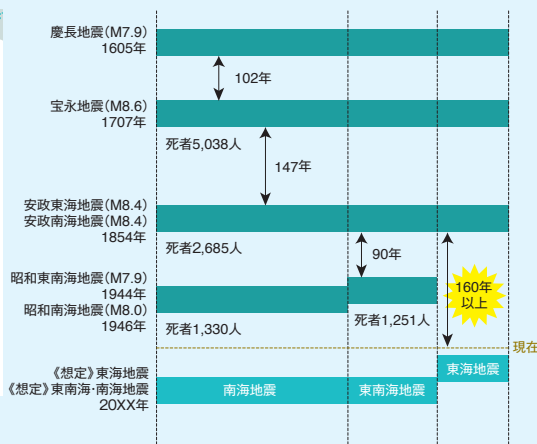 慶長地震(M7.9)
1605年
102年
宝永地震(M8.6)
1707年
死者5,038人
147年
安政東海地震(M8.4)
安政南海地震(M8.4)
1854年
死者2,685人
90年
160年
以上
昭和東南海地震(M7.9)
1944年
昭和南海地震(M8.0)
1946年
死者1,330人
死者1,251人
現在
《想定》東海地震
《想定》東南海・南海地震
20XX年
南海地震
東南海地震
東海地震